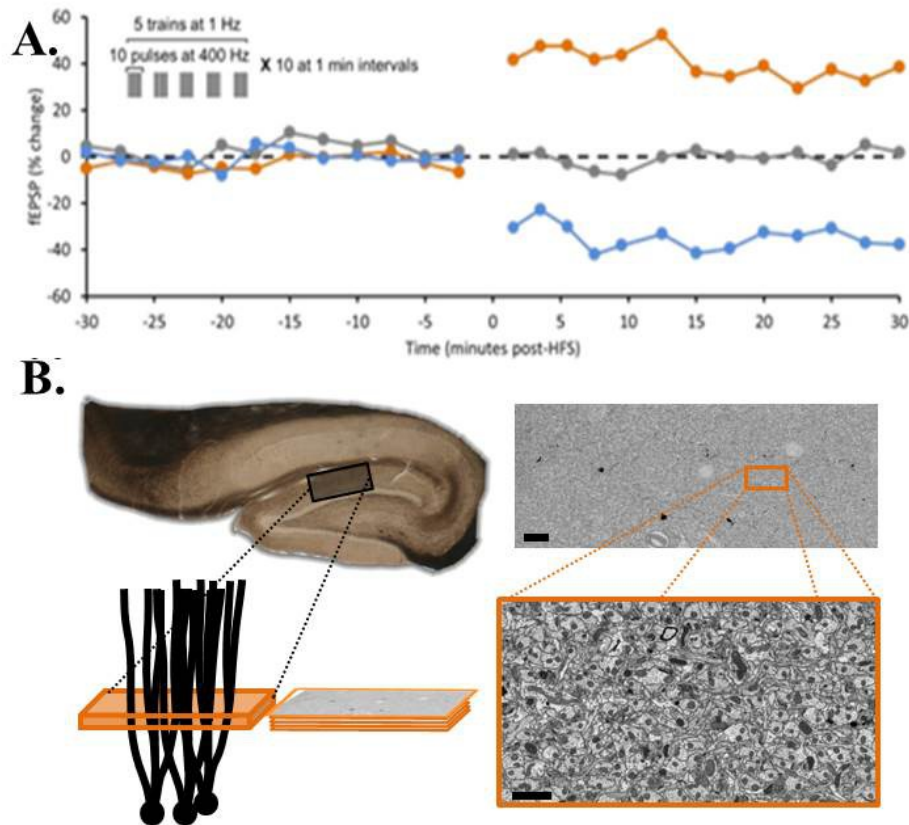 A.
5 trains at 1 Hz
10 pulses at 400 Hz
X 10 at 1 min intervals
fEPSP (% change)
60
40
20
0
-20
-40
-60
-30
-25
-20
-15
-10
-5
0
5
10
15
20
25
30
Time (minutes post-HFS)
B.